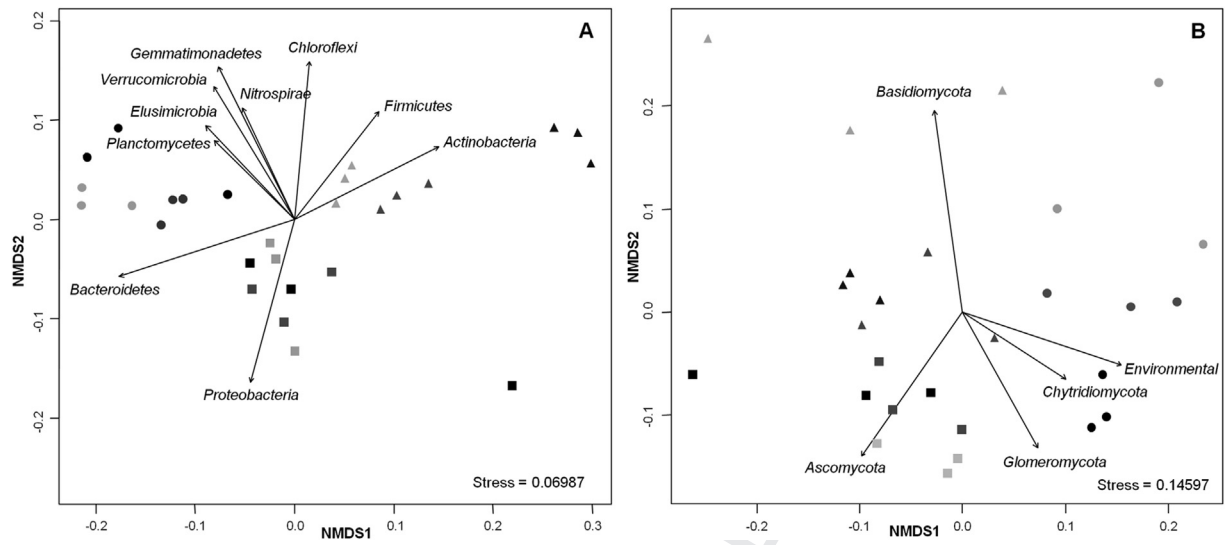 A
NMDS2
0.2
0.1
0.0
-0.1
-0.2
Gemmatimonadetes
Chloroflexi
Verrucomicrobia
Nitrospirae
Elusimicrobia
Firmicutes
Planctomycetes
Actinobacteria
Bacteroidetes
Proteobacteria
Stress = 0.06987
-0.2 -0.1 0.0 0.1 0.2 0.3
NMDS1
B
NMDS2
0.2
0.1
0.0
-0.1
Basidiomycota
Environmental
Chytridiomycota
Ascomycota
Glomeromycota
Stress = 0.14597
-0.2 -0.1 0.0 0.1 0.2
NMDS1